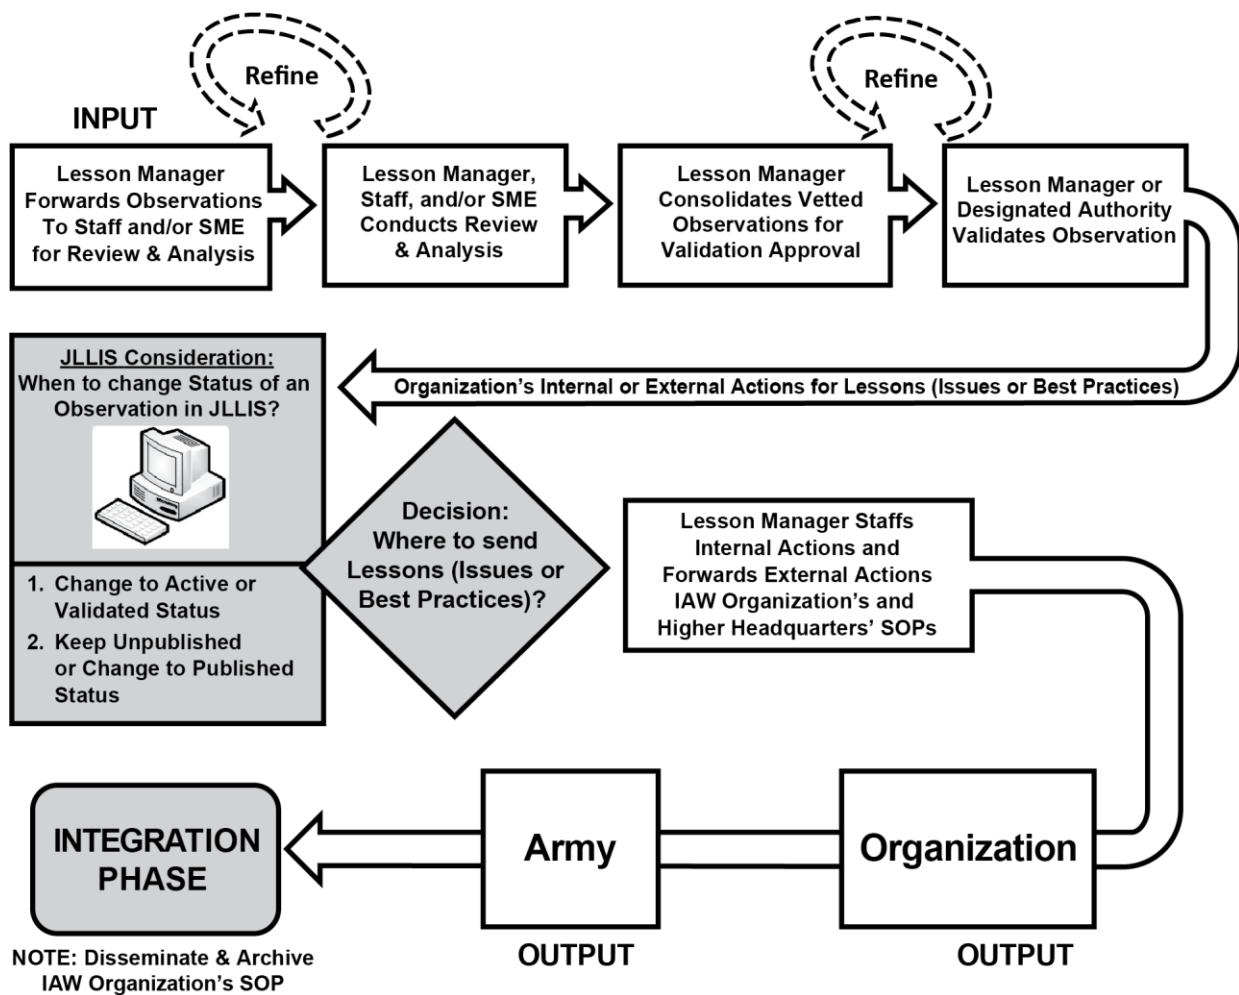 Refine
Refine
INPUT
Lesson Manager
Forwards Observations
To Staff and/or SME
for Review & Analysis
Lesson Manager,
Staff, and/or SME
Conducts Review
& Analysis
Lesson Manager
Consolidates Vetted
Observations for
Validation Approval
Lesson Manager or
Designated Authority
Validates Observation
Organization's Internal or External Actions for Lessons (Issues or Best Practices)
JLLIS Consideration:
When to change Status of an
Observation in JLLIS?
1. Change to Active or
Validated Status
2. Keep Unpublished
or Change to Published
Status
Decision:
Where to send
Lessons (Issues or
Best Practices)?
Lesson Manager Staffs
Internal Actions and
Forwards External Actions
IAW Organization's and
Higher Headquarters' SOPs
Organization
OUTPUT
Army
OUTPUT
INTEGRATION
PHASE
NOTE: Disseminate & Archive
IAW Organization's SOP